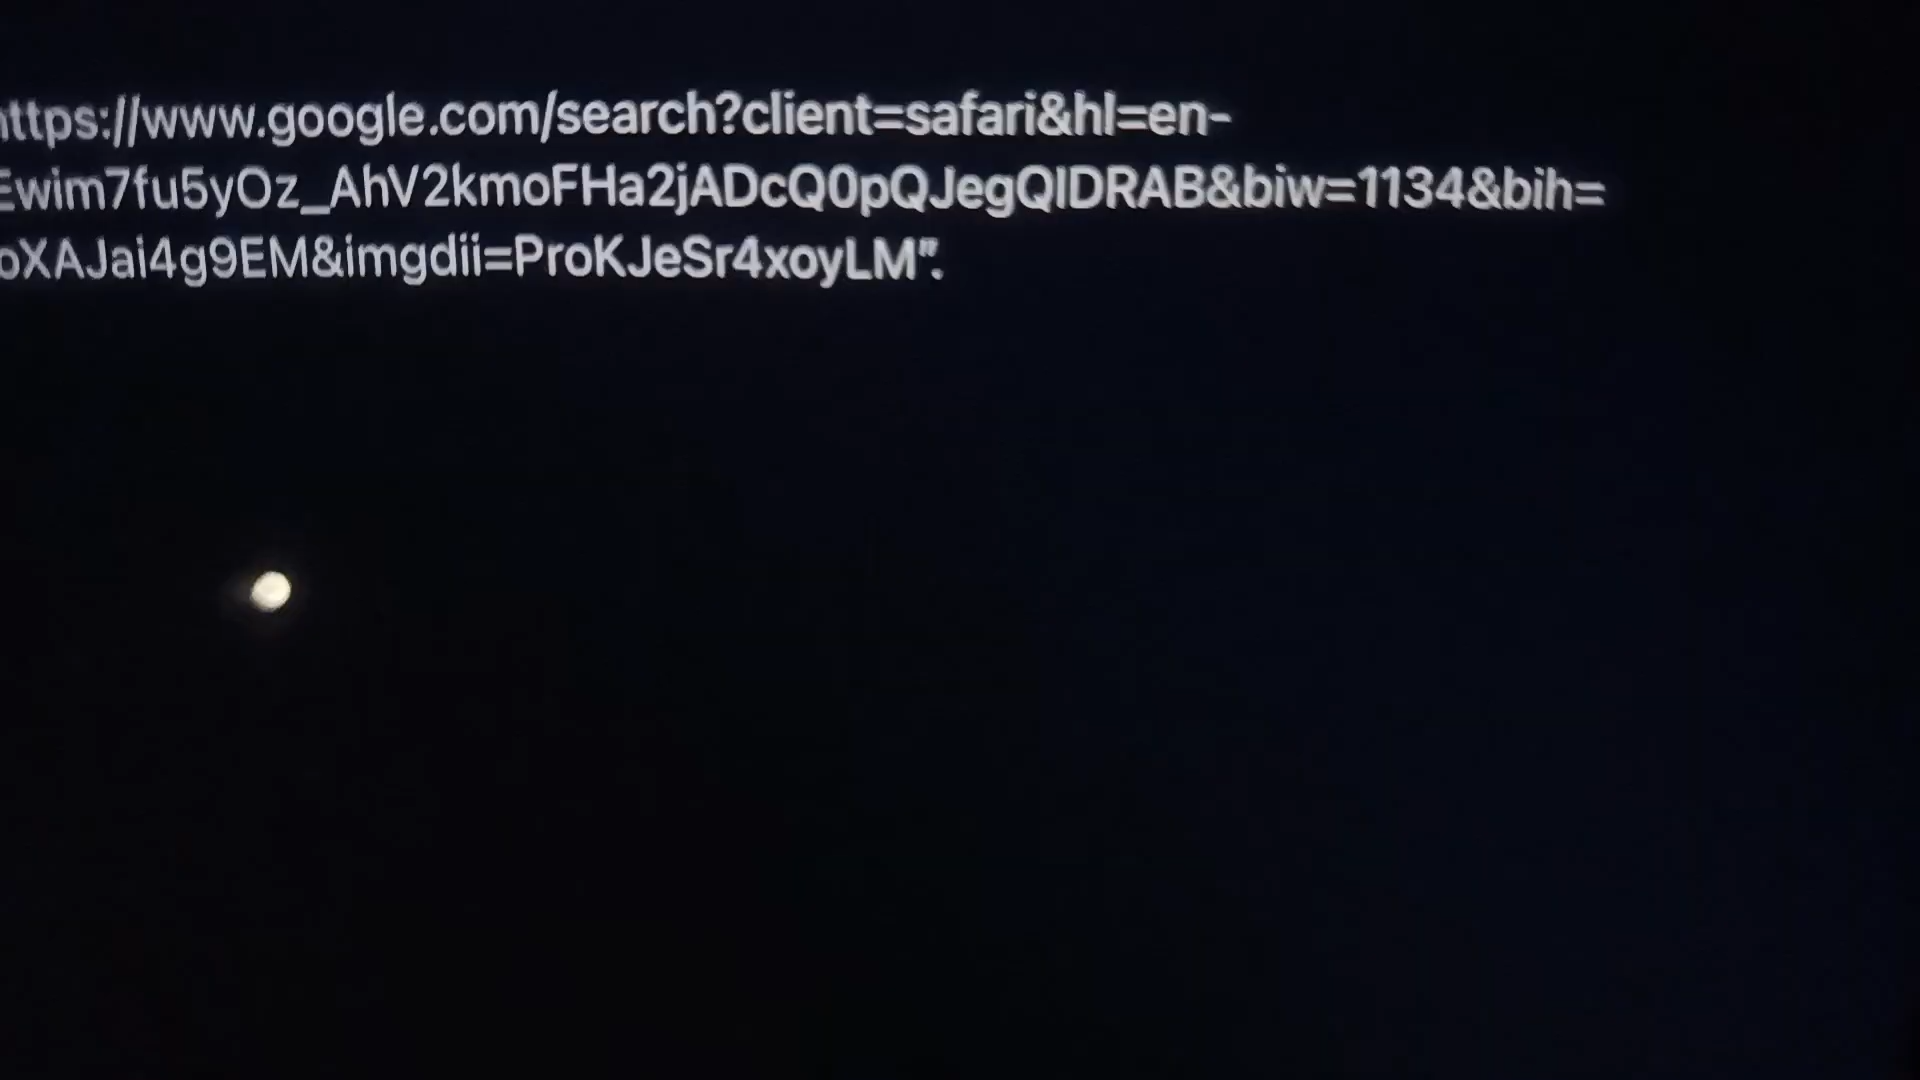 ttps://www.google.com/search?client=safari&hl=en-
Ewim7fu5yOz_AhV2kmoFHa2jADcQ0pQJegQIDRAB&biw=1134&bih=
oXAJai4g9EM&imgdii=ProKJeSr4xoyLM”.